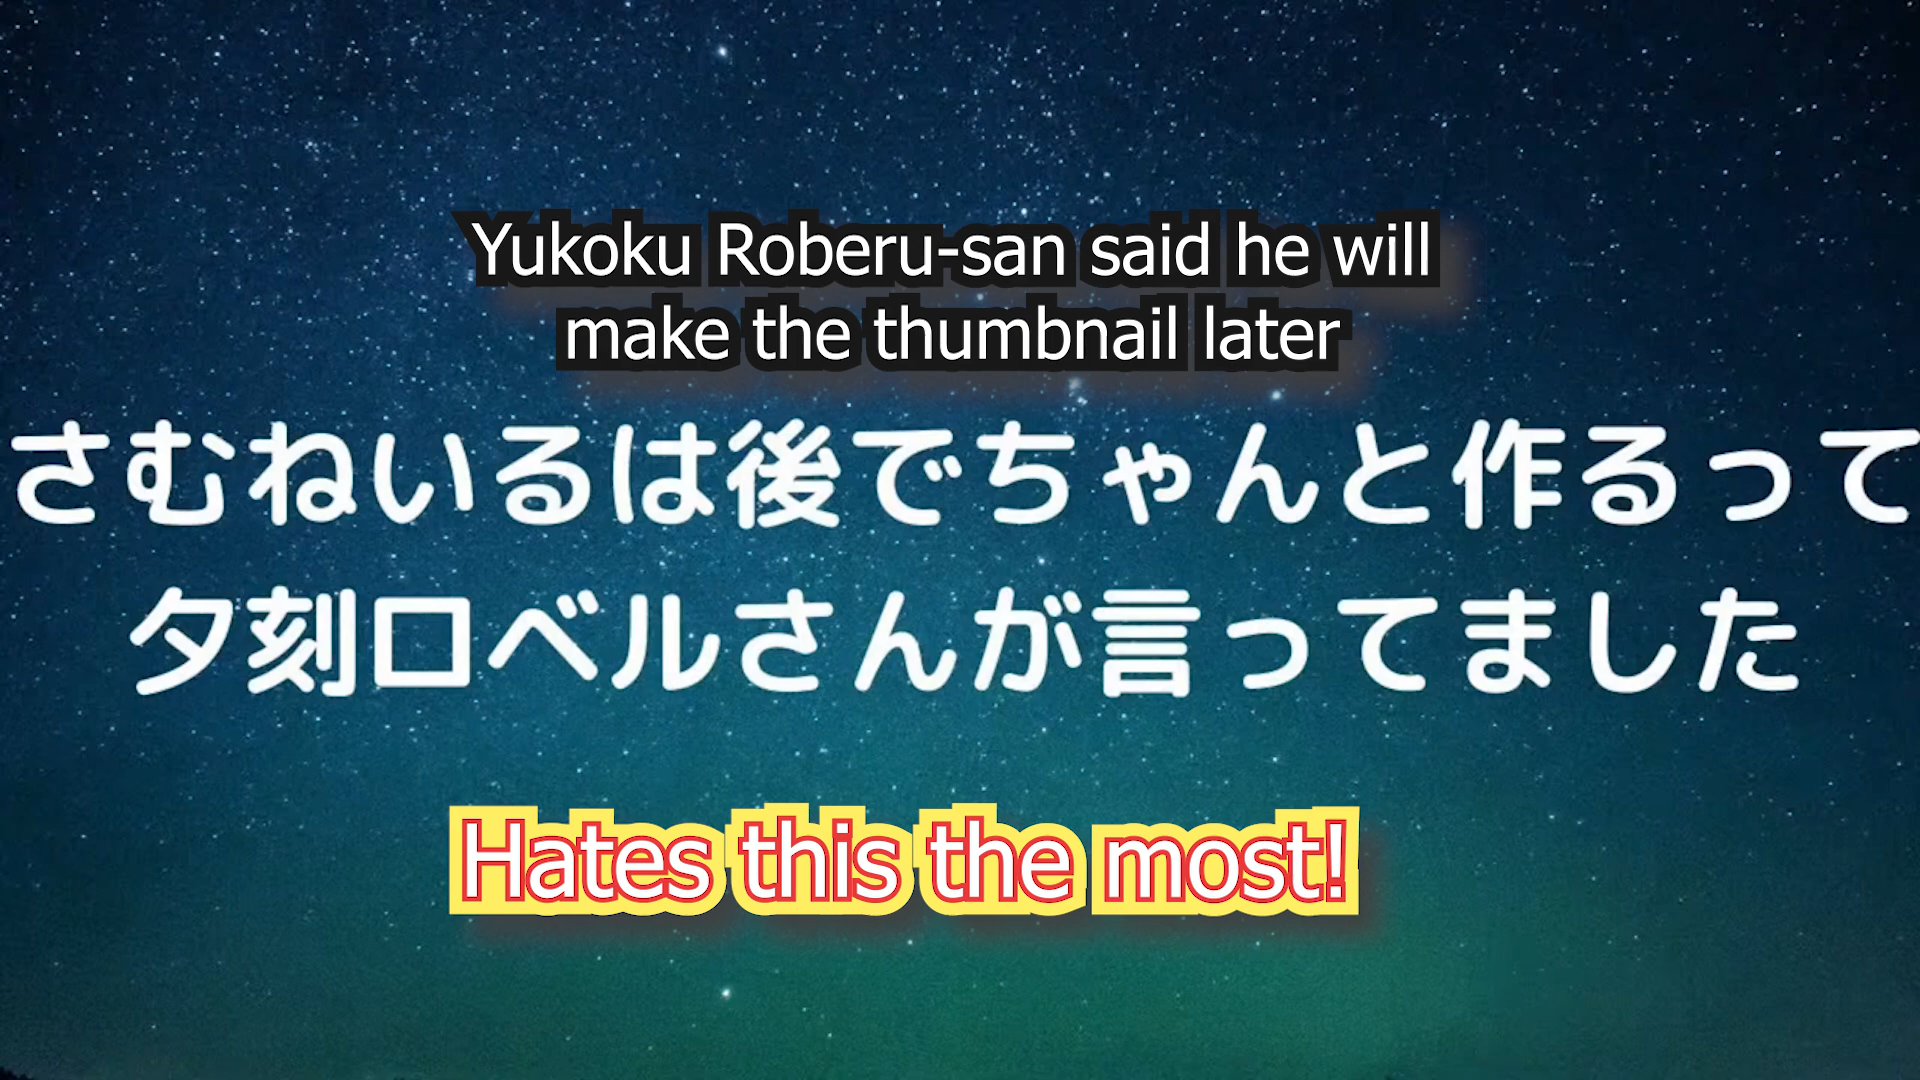 Yukoku Roberu-san said he will
make the thumbnail later
さむねいるは後でちゃんと作るって
夕刻ロベルさんが言ってました
Hates this the most!